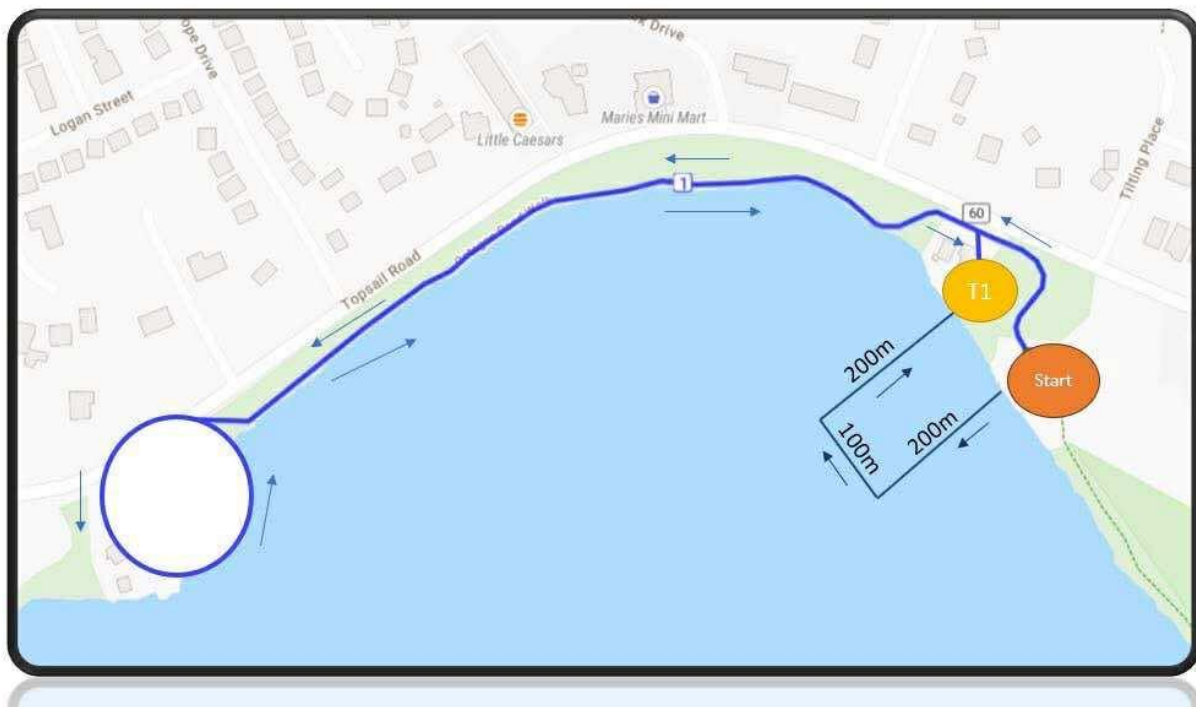 Drive
Logan Street
ope Drive
Little Caesars
Maries Mini Mart
Tilting Place
1
60
Topsail Road
T1
200m
Start
100m
200m